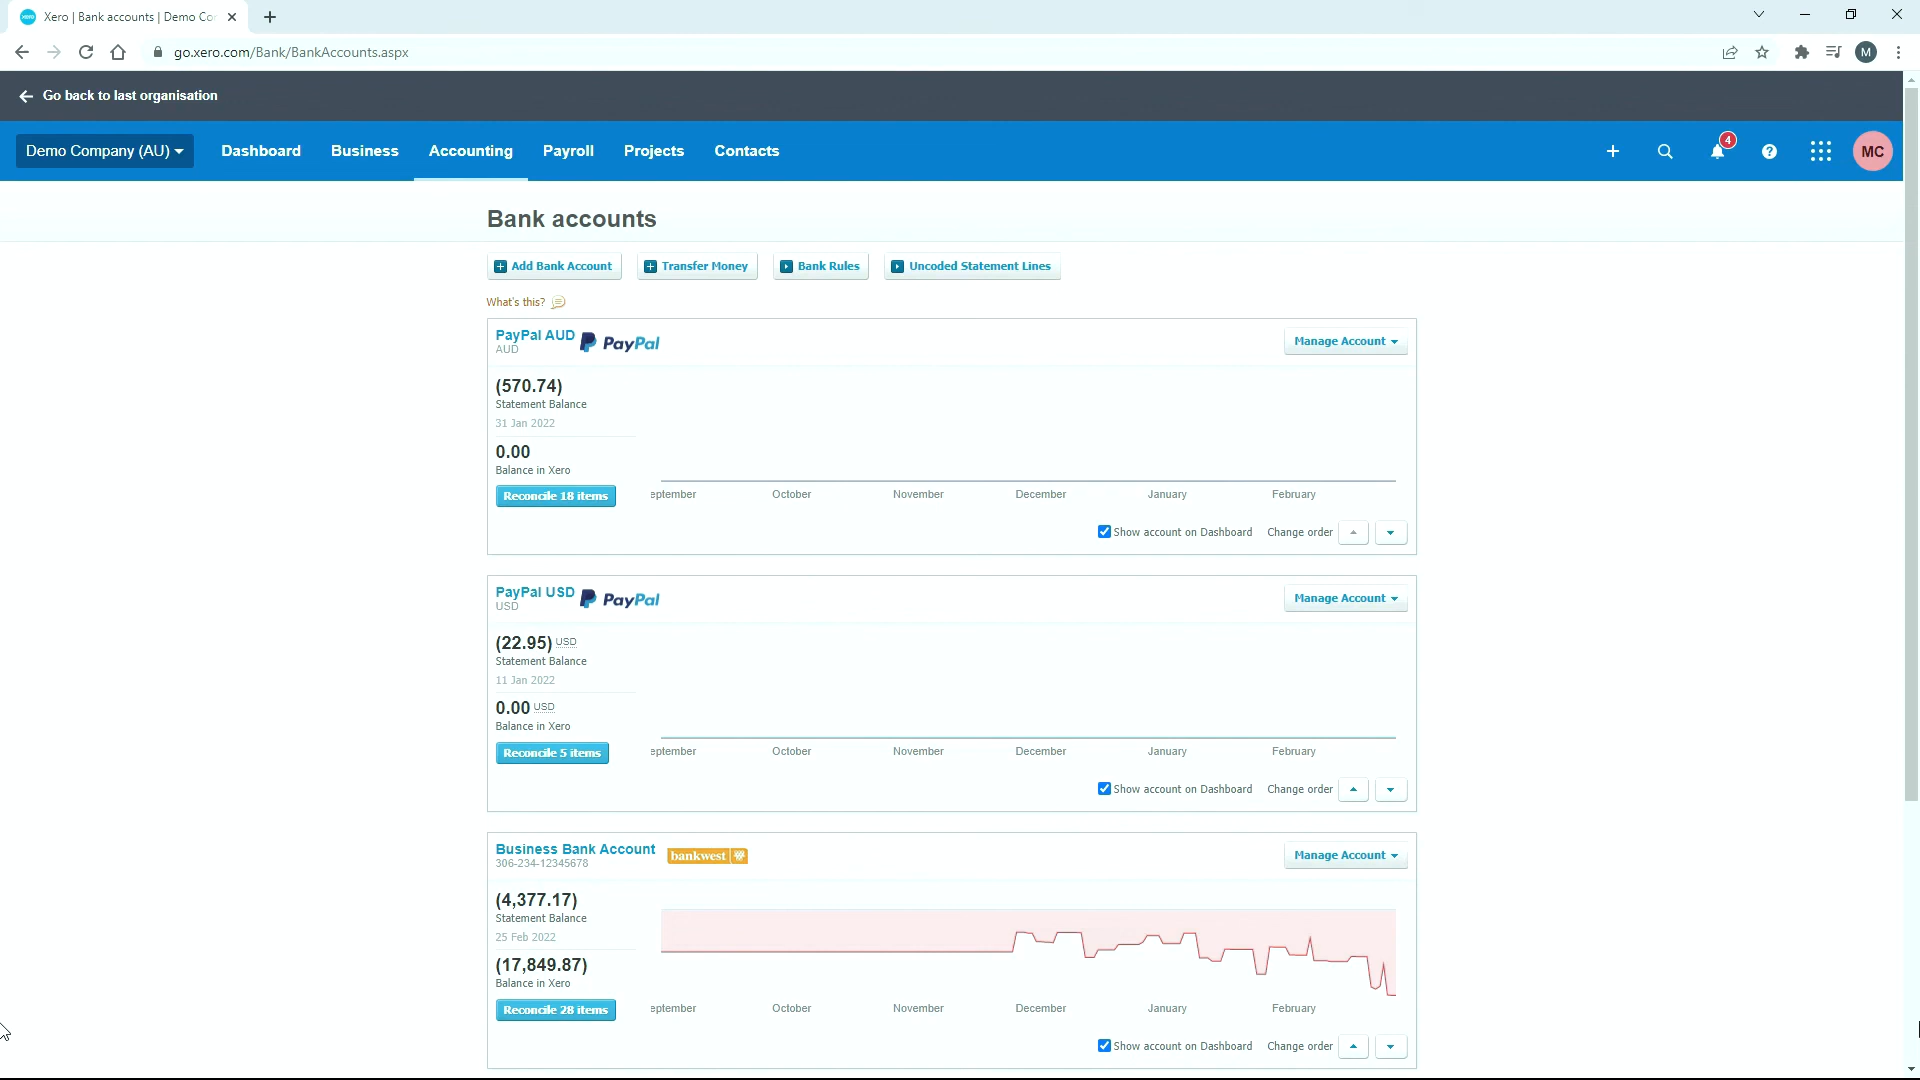 Xero | Bank accounts | Demo Co
go.xero.com/Bank/BankAccounts.aspx
M
Go back to last organisation
Demo Company (AU)
Dashboard
Business
Accounting
Payroll
Projects
Contacts
4
MC
Bank accounts
Add Bank Account
Transfer Money
Bank Rules
Uncoded Statement Lines
What's this?
PayPal AUD
PayPal
AUD
Manage Account
(570.74)
Statement Balance
31 Jan 2022
0.00
Balance in Xero
Reconcile 18 items
eptember October November December January February
Show account on Dashboard Change order
PayPal USD
PayPal
USD
Manage Account
(22.95) USD
Statement Balance
11 Jan 2022
0.00 USD
Balance in Xero
Reconcile 5 items
eptember October November December January February
Show account on Dashboard Change order
Business Bank Account
bankwest
306-234-12345678
Manage Account
(4,377.17)
Statement Balance
25 Feb 2022
(17,849.87)
Balance in Xero
Reconcile 28 items
eptember October November December January February
Show account on Dashboard Change order